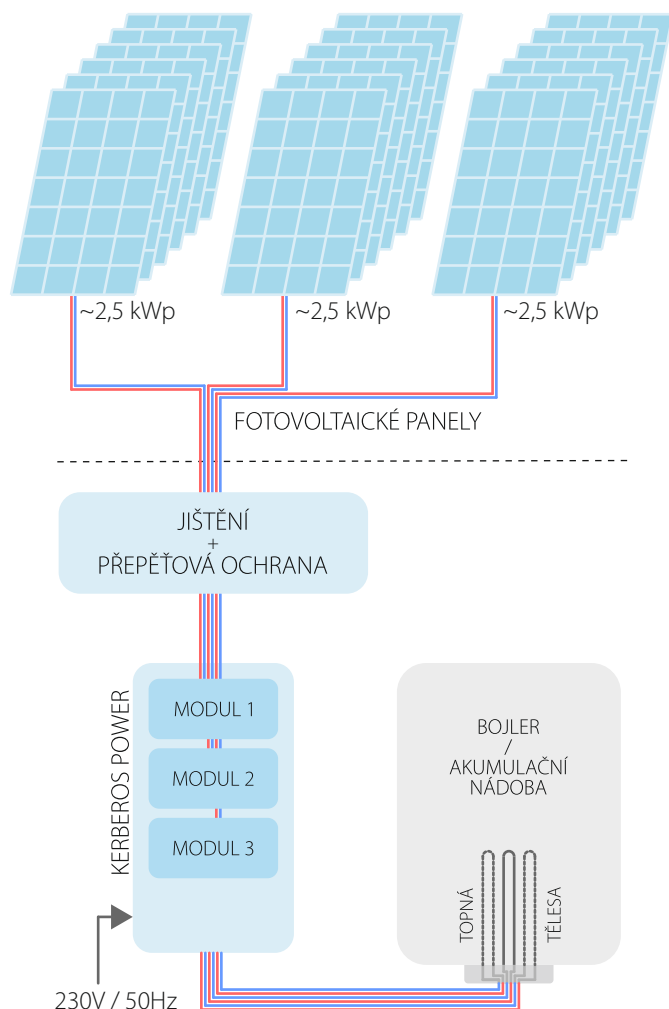 ~2,5 kWp
~2,5 kWp
~2,5 kWp
FOTOVOLTAICKÉ PANELY
JIŠTĚNÍ
+
PŘEPĚŤOVÁ OCHRANA
KERBEROS POWER
MODUL 1
MODUL 2
MODUL 3
230V / 50Hz
BOJLER
/
AKUMULAČNÍ
NÁDOBA
TOPNÁ
TĚLESA